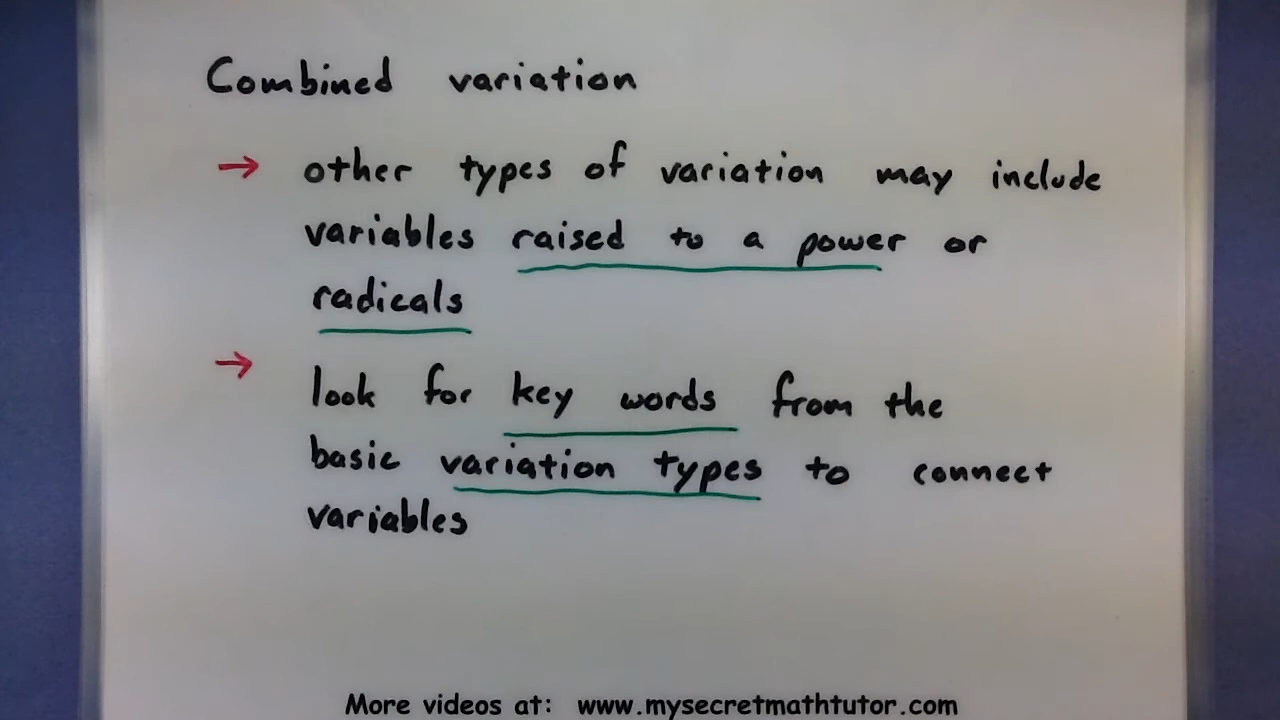 Combined variation
→ other types of variation may include
variables raised to a power or
radicals
→ look for key words from the
basic variation types to connect
variables
More videos at: www.mysecretmathtutor.com